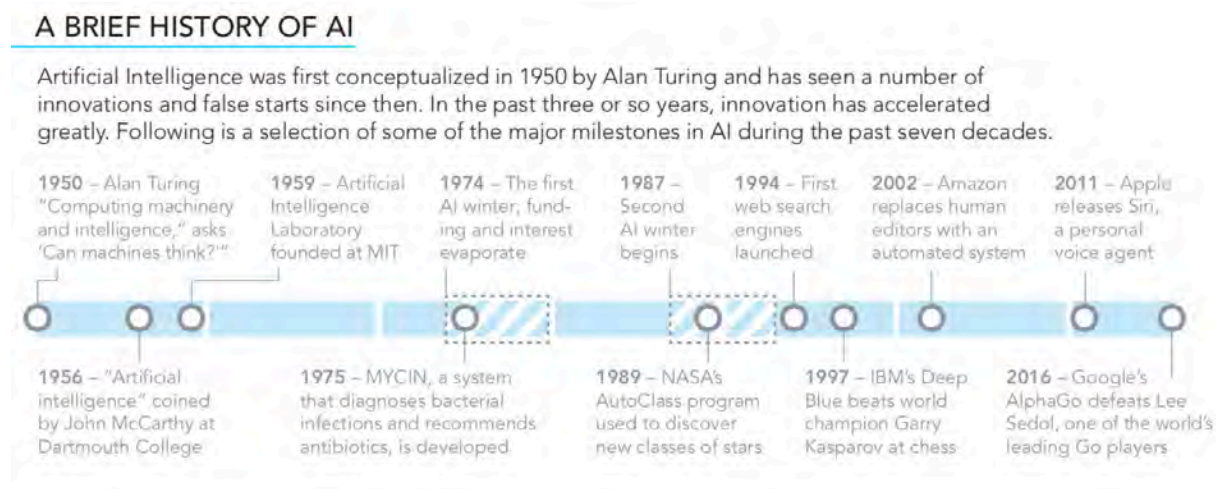 A BRIEF HISTORY OF AI
Artificial Intelligence was first conceptualized in 1950 by Alan Turing and has seen a number of
innovations and false starts since then. In the past three or so years, innovation has accelerated
greatly. Following is a selection of some of the major milestones in AI during the past seven decades.
1950 – Alan Turing
"Computing machinery
and intelligence," asks
'Can machines think?'"
1959 – Artificial
Intelligence
Laboratory
founded at MIT
1974 – The first
AI winter, fund-
ing and interest
evaporate
1987 –
Second
AI winter
begins
1994 – First
web search
engines
launched
2002 – Amazon
replaces human
editors with an
automated system
2011 – Apple
releases Siri,
a personal
voice agent
1956 – "Artificial
intelligence" coined
by John McCarthy at
Dartmouth College
1975 – MYCIN, a system
that diagnoses bacterial
infections and recommends
antibiotics, is developed
1989 – NASA's
AutoClass program
used to discover
new classes of stars
1997 – IBM's Deep
Blue beats world
champion Garry
Kasparov at chess
2016 – Google's
AlphaGo defeats Lee
Sedol, one of the world's
leading Go players